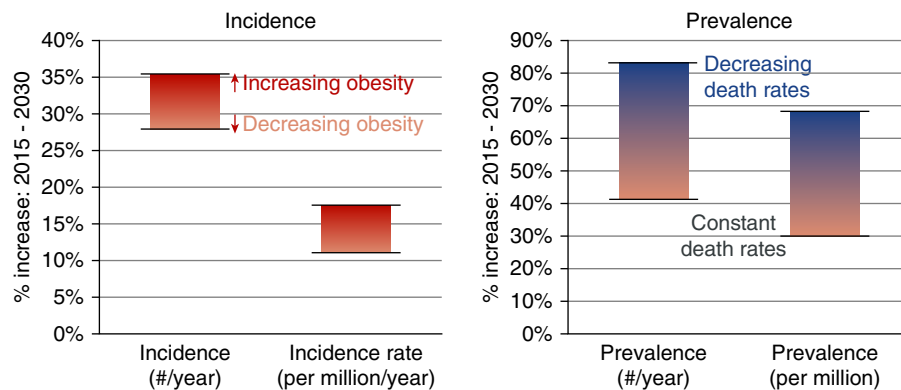 Incidence
% increase: 2015 - 2030
40%
35%
30%
25%
20%
15%
10%
5%
0%
Increasing obesity
Decreasing obesity
Incidence
(#/year)
Incidence rate
(per million/year)
Prevalence
% increase: 2015 - 2030
90%
80%
70%
60%
50%
40%
30%
20%
10%
0%
Decreasing
death rates
Constant
death rates
Prevalence
(#/year)
Prevalence
(per million)